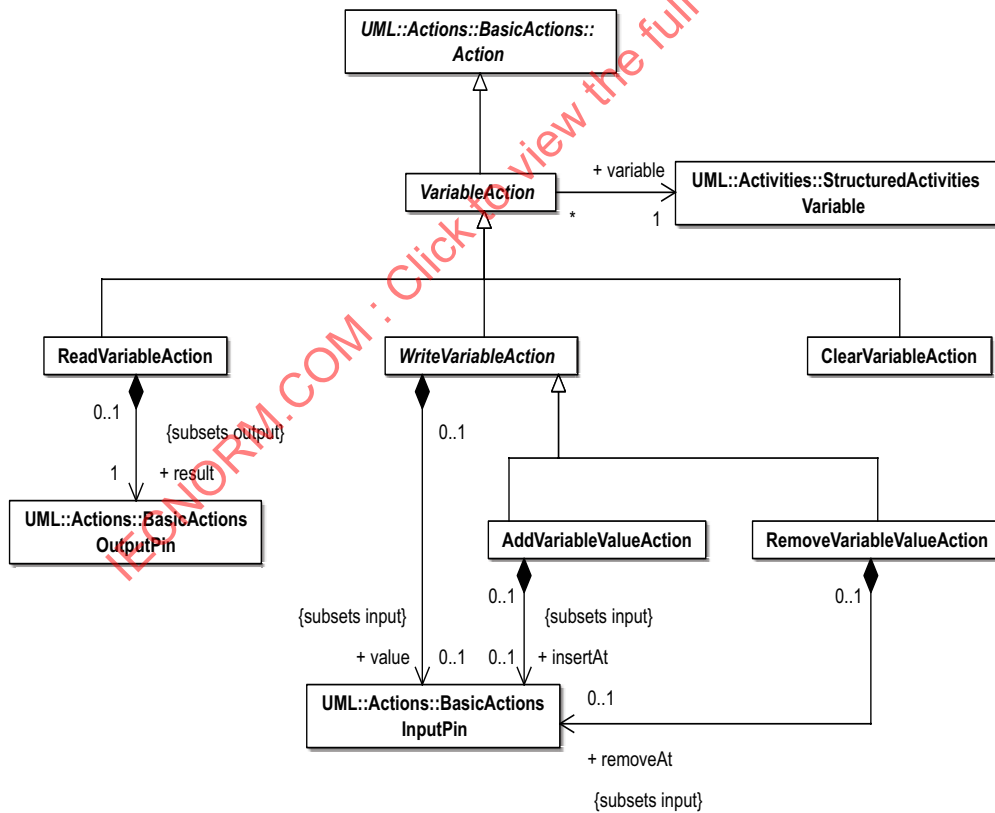 UML::Actions::BasicActions::
Action
+ variable
VariableAction
UML::Activities::StructuredActivities
Variable
*
1
ReadVariableAction
WriteVariableAction
ClearVariableAction
0..1
0..1
{subsets output}
1
+ result
UML::Actions::BasicActions
OutputPin
AddVariableValueAction
RemoveVariableValueAction
0..1
0..1
{subsets input}
{subsets input}
+ value
0..1
0..1
+ insertAt
UML::Actions::BasicActions
InputPin
0..1
+ removeAt
{subsets input}
IECNORM.COM : Click to view the full